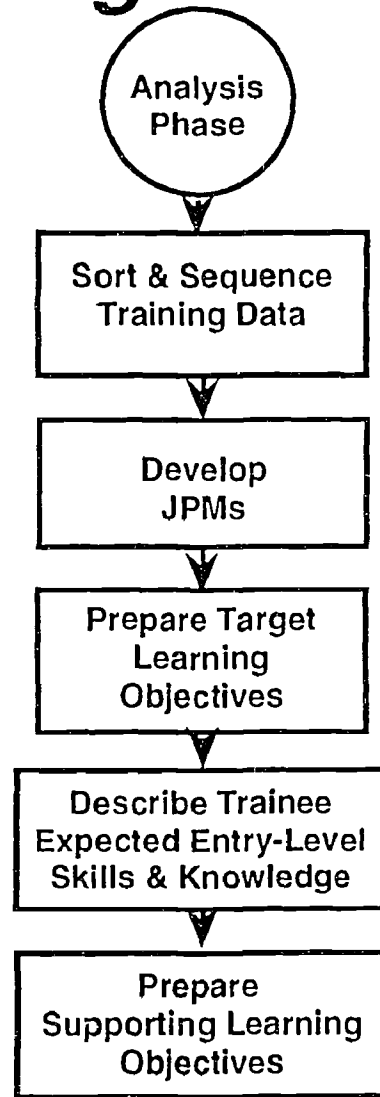 Analysis
Phase
Sort & Sequence
Training Data
Develop
JPMs
Prepare Target
Learning
Objectives
Describe Trainee
Expected Entry-Level
Skills & Knowledge
Prepare
Supporting Learning
Objectives